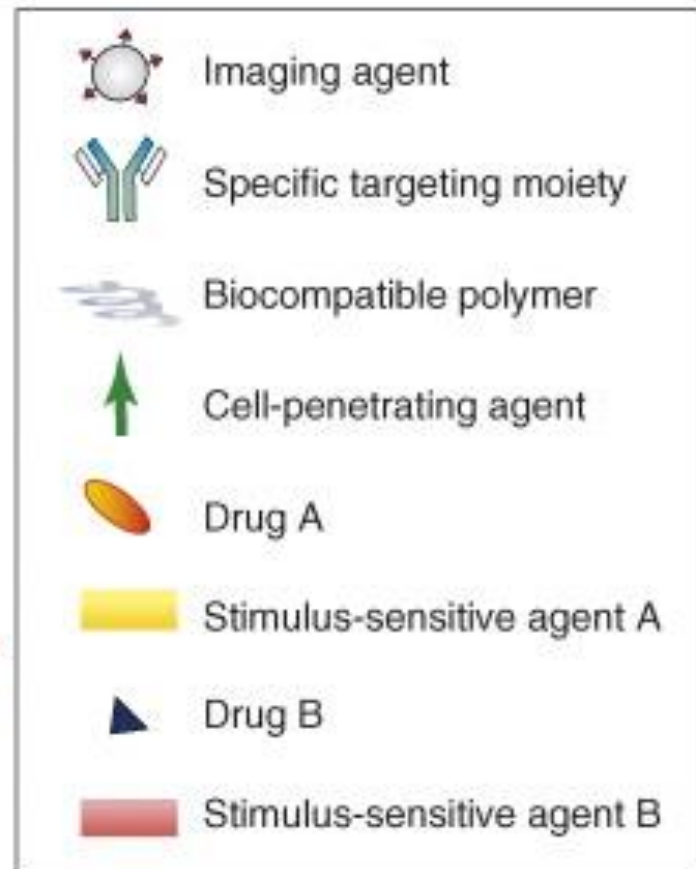 Imaging agent
Specific targeting moiety
Biocompatible polymer
Cell-penetrating agent
Drug A
Stimulus-sensitive agent A
Drug B
Stimulus-sensitive agent B